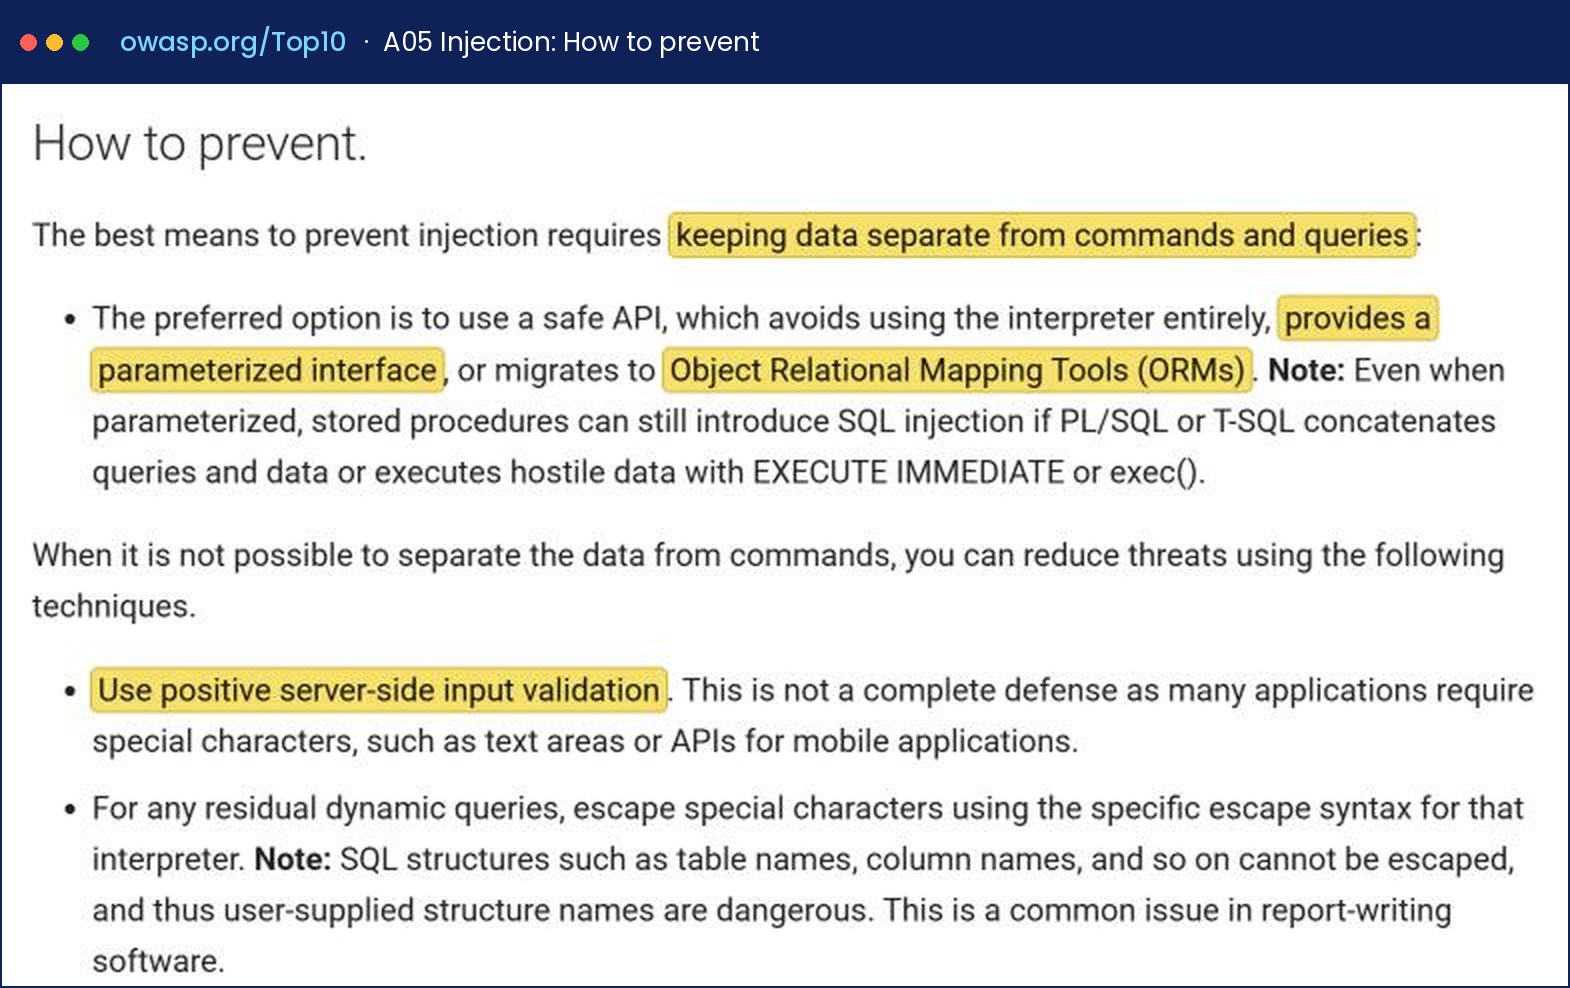 owasp.org/Top10 · A05 Injection: How to prevent
How to prevent.
The best means to prevent injection requires keeping data separate from commands and queries:
• The preferred option is to use a safe API, which avoids using the interpreter entirely, provides a
parameterized interface, or migrates to Object Relational Mapping Tools (ORMs). Note: Even when
parameterized, stored procedures can still introduce SQL injection if PL/SQL or T-SQL concatenates
queries and data or executes hostile data with EXECUTE IMMEDIATE or exec().
When it is not possible to separate the data from commands, you can reduce threats using the following
techniques.
• Use positive server-side input validation. This is not a complete defense as many applications require
special characters, such as text areas or APIs for mobile applications.
• For any residual dynamic queries, escape special characters using the specific escape syntax for that
interpreter. Note: SQL structures such as table names, column names, and so on cannot be escaped,
and thus user-supplied structure names are dangerous. This is a common issue in report-writing
software.